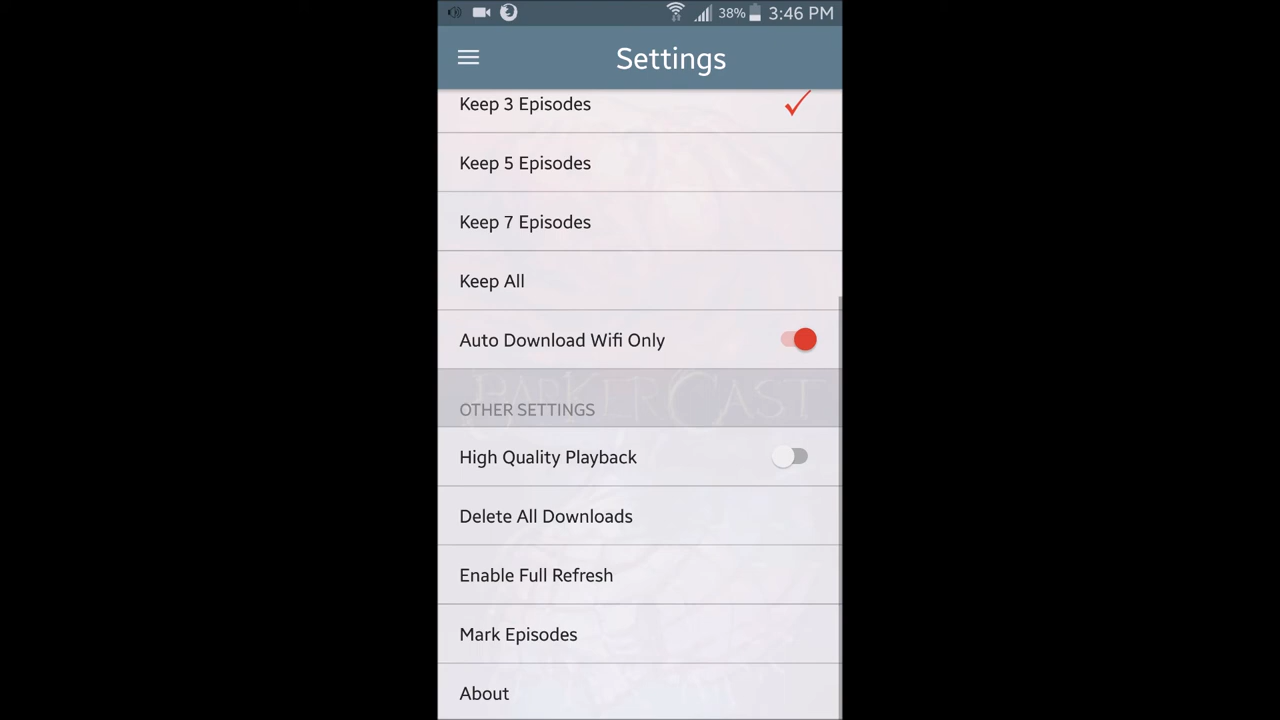 38% 3:46 PM
Settings
Keep 3 Episodes
Keep 5 Episodes
Keep 7 Episodes
Keep All
Auto Download Wifi Only
PARKERCAST
OTHER SETTINGS
High Quality Playback
Delete All Downloads
Enable Full Refresh
Mark Episodes
About